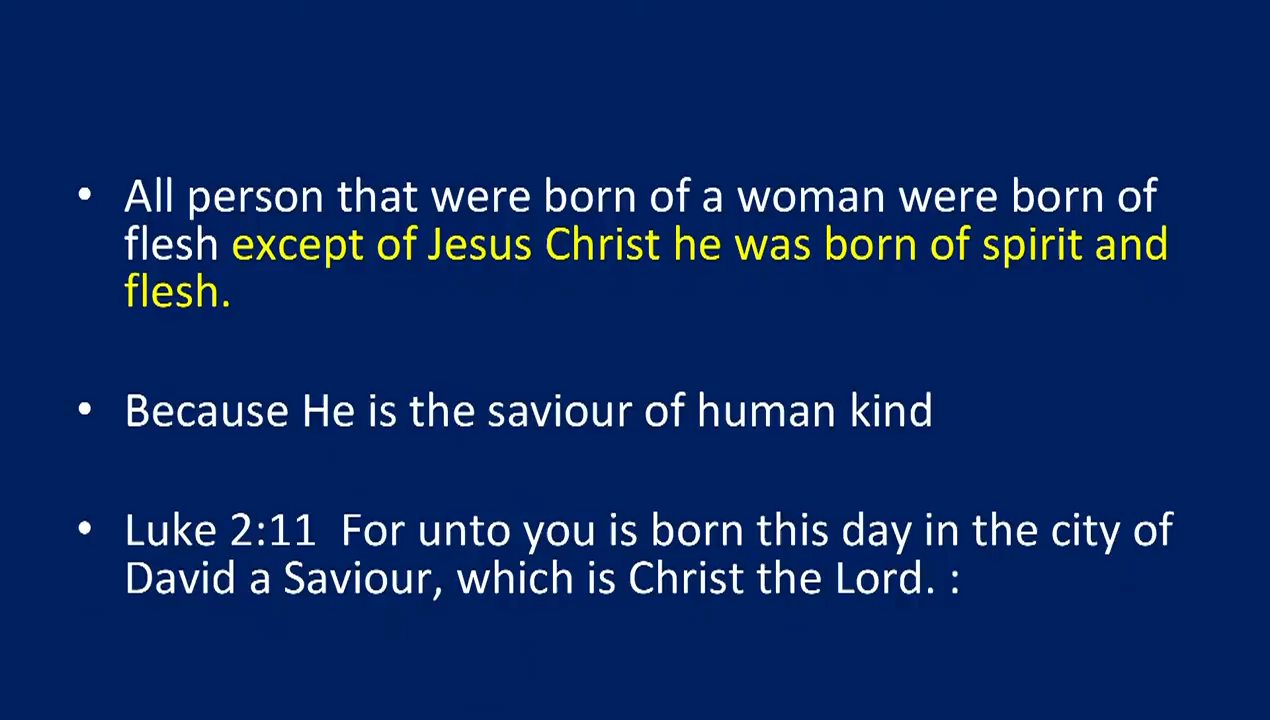 • All person that were born of a woman were born of
flesh except of Jesus Christ he was born of spirit and
flesh.
• Because He is the saviour of human kind
• Luke 2:11  For unto you is born this day in the city of
David a Saviour, which is Christ the Lord. :